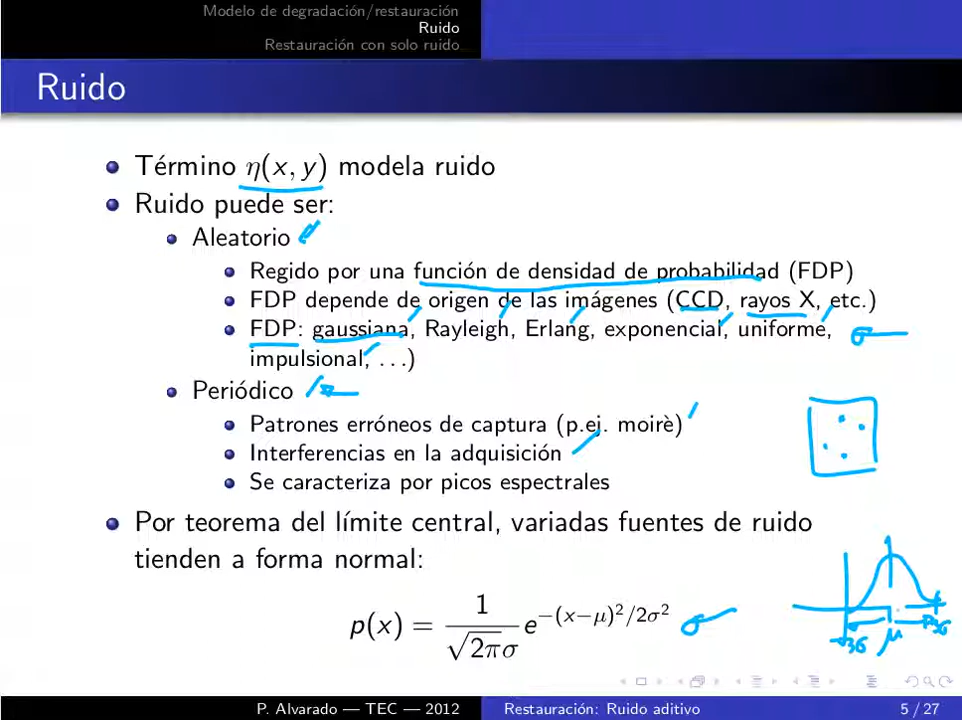 Modelo de degradación/restauración
Ruido
Restauración con solo ruido
Ruido
Término η(x, y) modela ruido
Ruido puede ser:
Aleatorio
Regido por una función de densidad de probabilidad (FDP)
FDP depende de origen de las imágenes (CCD, rayos X, etc.)
FDP: gaussiana, Rayleigh, Erlang, exponencial, uniforme,
impulsional, ...)
Periódico
Patrones erróneos de captura (p.ej. moirè)
Interferencias en la adquisición
Se caracteriza por picos espectrales
Por teorema del límite central, variadas fuentes de ruido
tienden a forma normal:
p(x) = 1/(√2πσ) e^−(x−μ)²/2σ²
-3σ μ 3σ
P. Alvarado — TEC — 2012 Restauración: Ruido aditivo 5 / 27